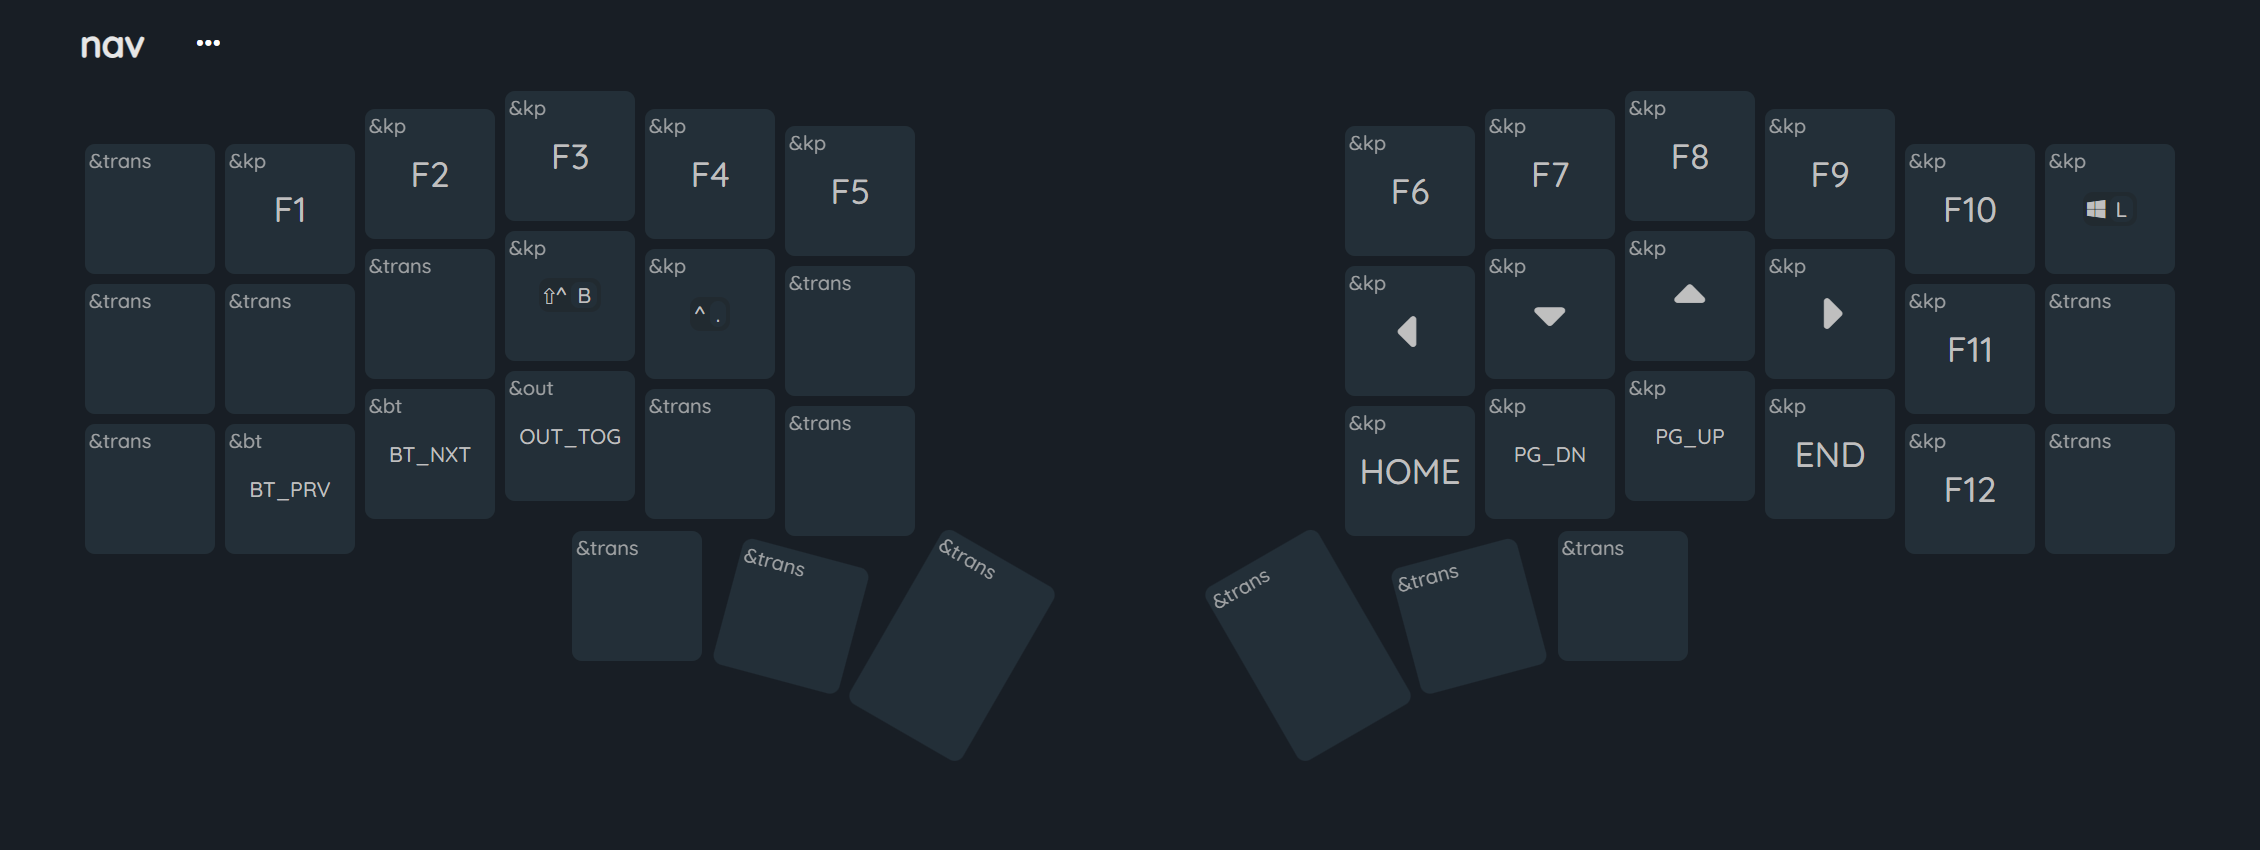 nav ...
&trans &kp &kp &kp &kp &kp &kp &kp &kp &kp &kp &kp
F1 F2 F3 F4 F5 F6 F7 F8 F9 F10 L
&trans &trans &trans &kp &kp &trans &kp &kp &kp &kp &kp &trans
⇧^ B ^ . F11
&trans &bt &bt &out &trans &trans &kp &kp &kp &kp &kp &trans
BT_PRV BT_NXT OUT_TOG HOME PG_DN PG_UP END F12
&trans &trans &trans &trans &trans &trans